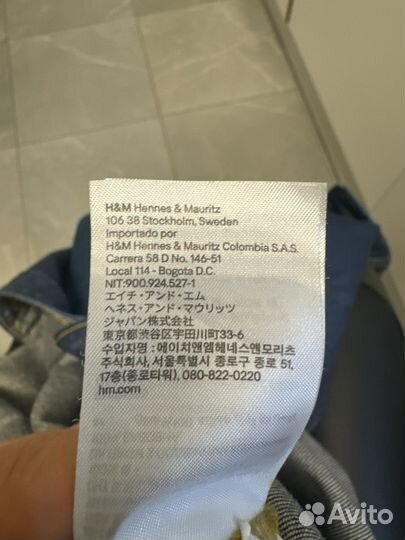 H&M Hennes & Mauritz
106 38 Stockholm, Sweden
Importado por
H&M Hennes & Mauritz Colombia S.A.S.
Carrera 58 D No. 146-51
Local 114 - Bogota D.C.
NIT:900.924.527-1
エイチ・アンド・エム
ヘネス・アンド・マウリッツ
ジャパン株式会社
東京都渋谷区宇田川町33-6
수입자명 : 에이치앤엠헤네스앤모리츠
주식회사, 서울특별시 종로구 종로 51,
17층(종로타워), 080-822-0220
hm.com
Avito